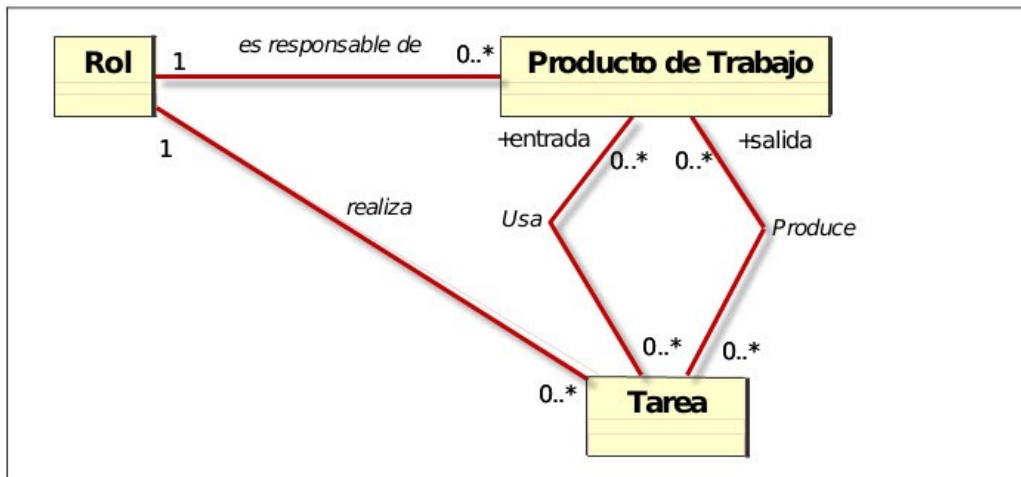 es responsable de
Rol
1
0..*
Producto de Trabajo
1
+entrada
+salida
0..*
0..*
realiza
Usa
Produce
0..*
0..*
0..*
Tarea